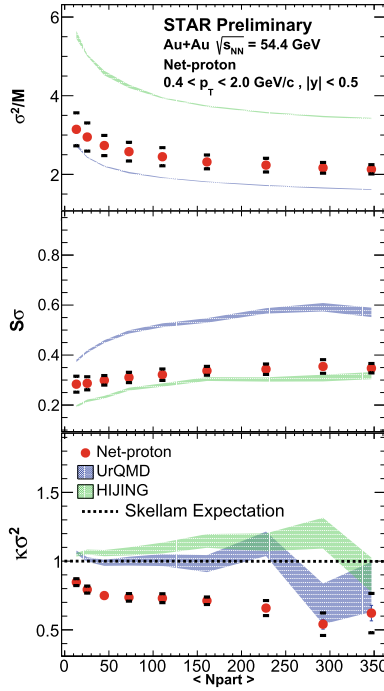 STAR Preliminary
Au+Au √s_NN = 54.4 GeV
Net-proton
0.4 < p_T < 2.0 GeV/c , |y| < 0.5
σ²/M
6
4
2
Sσ
0.8
0.6
0.4
0.2
Net-proton
UrQMD
HIJING
Skellam Expectation
κσ²
1.5
1
0.5
0 50 100 150 200 250 300 350
< Npart >